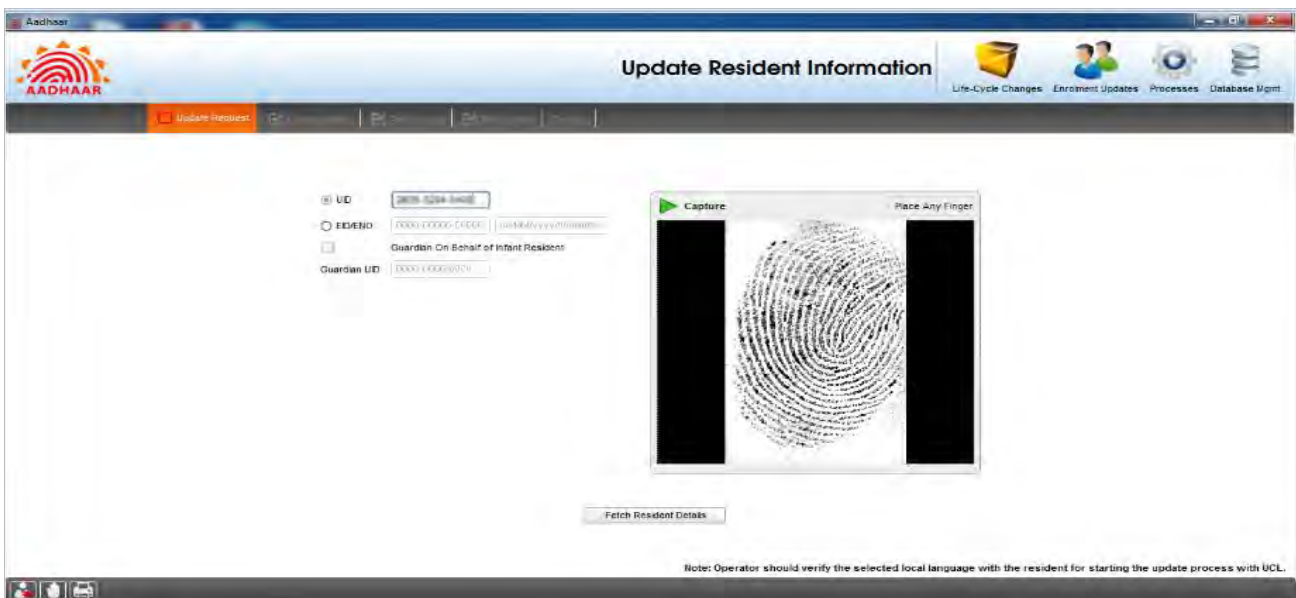 Aadhaar
AADHAAR
Update Resident Information
Life-Cycle Changes
Enrolment Updates
Processes
Database Mgmt
Update Request
UID
EID/ENO
Guardian On Behalf of Infant Resident
Guardian UID
Capture
Place Any Finger
Fetch Resident Details
Note: Operator should verify the selected local language with the resident for starting the update process with UCL.